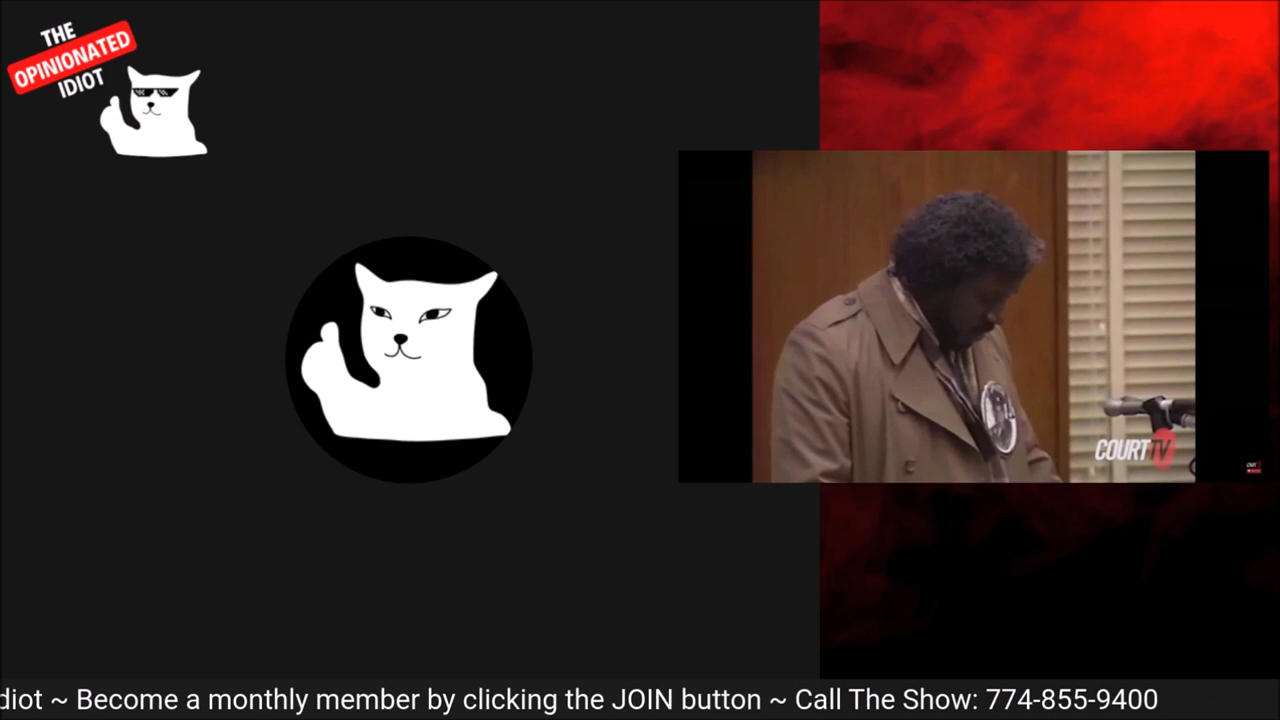 THE
OPINIONATED
IDIOT
COURT TV
diot ~ Become a monthly member by clicking the JOIN button ~ Call The Show: 774-855-9400